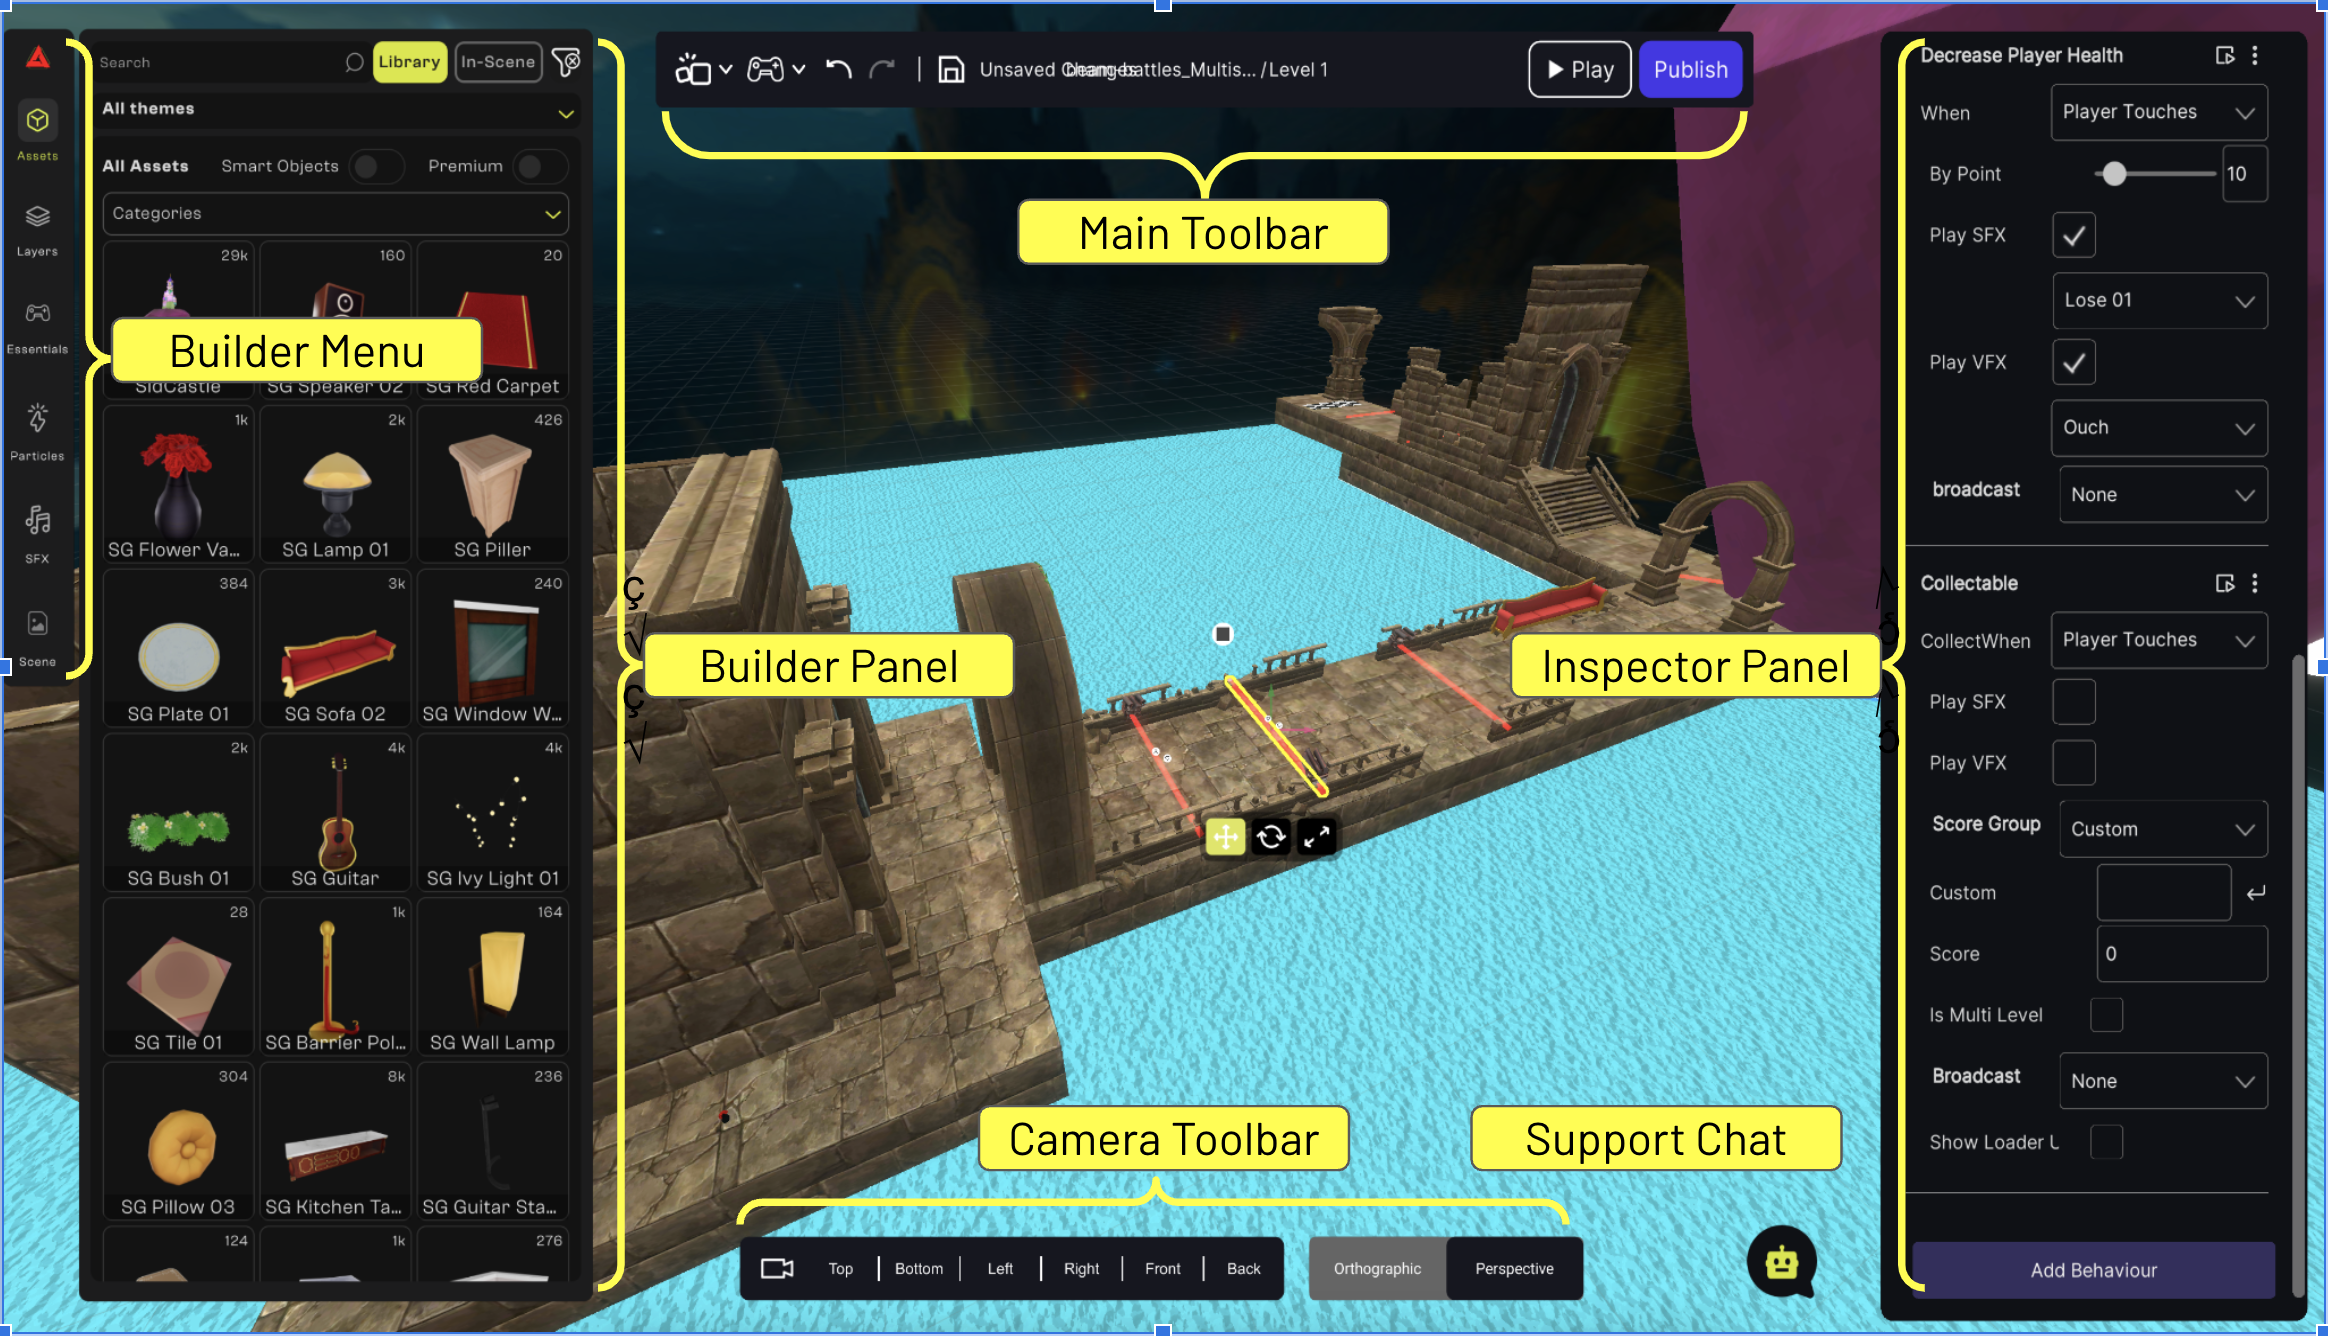 Assets
Layers
Essentials
Particles
SFX
Scene
Builder Menu
Search
Library
In-Scene
All themes
All Assets
Smart Objects
Premium
Categories
29k
160
20
SidCastle
SG Speaker 02
SG Red Carpet
1k
2k
426
SG Flower Va...
SG Lamp 01
SG Piller
384
3k
240
SG Plate 01
SG Sofa 02
SG Window W...
2k
4k
4k
SG Bush 01
SG Guitar
SG Ivy Light 01
28
1k
164
SG Tile 01
SG Barrier Pol...
SG Wall Lamp
304
8k
236
SG Pillow 03
SG Kitchen Ta...
SG Guitar Sta...
124
1k
276
Builder Panel
Unsaved
-battles_Multis... / Level 1
Play
Publish
Main Toolbar
Inspector Panel
Camera Toolbar
Support Chat
Top
Bottom
Left
Right
Front
Back
Orthographic
Perspective
Decrease Player Health
When
Player Touches
By Point
10
Play SFX
Lose 01
Play VFX
Ouch
broadcast
None
Collectable
CollectWhen
Player Touches
Play SFX
Play VFX
Score Group
Custom
Custom
Score
0
Is Multi Level
Broadcast
None
Show Loader U
Add Behaviour